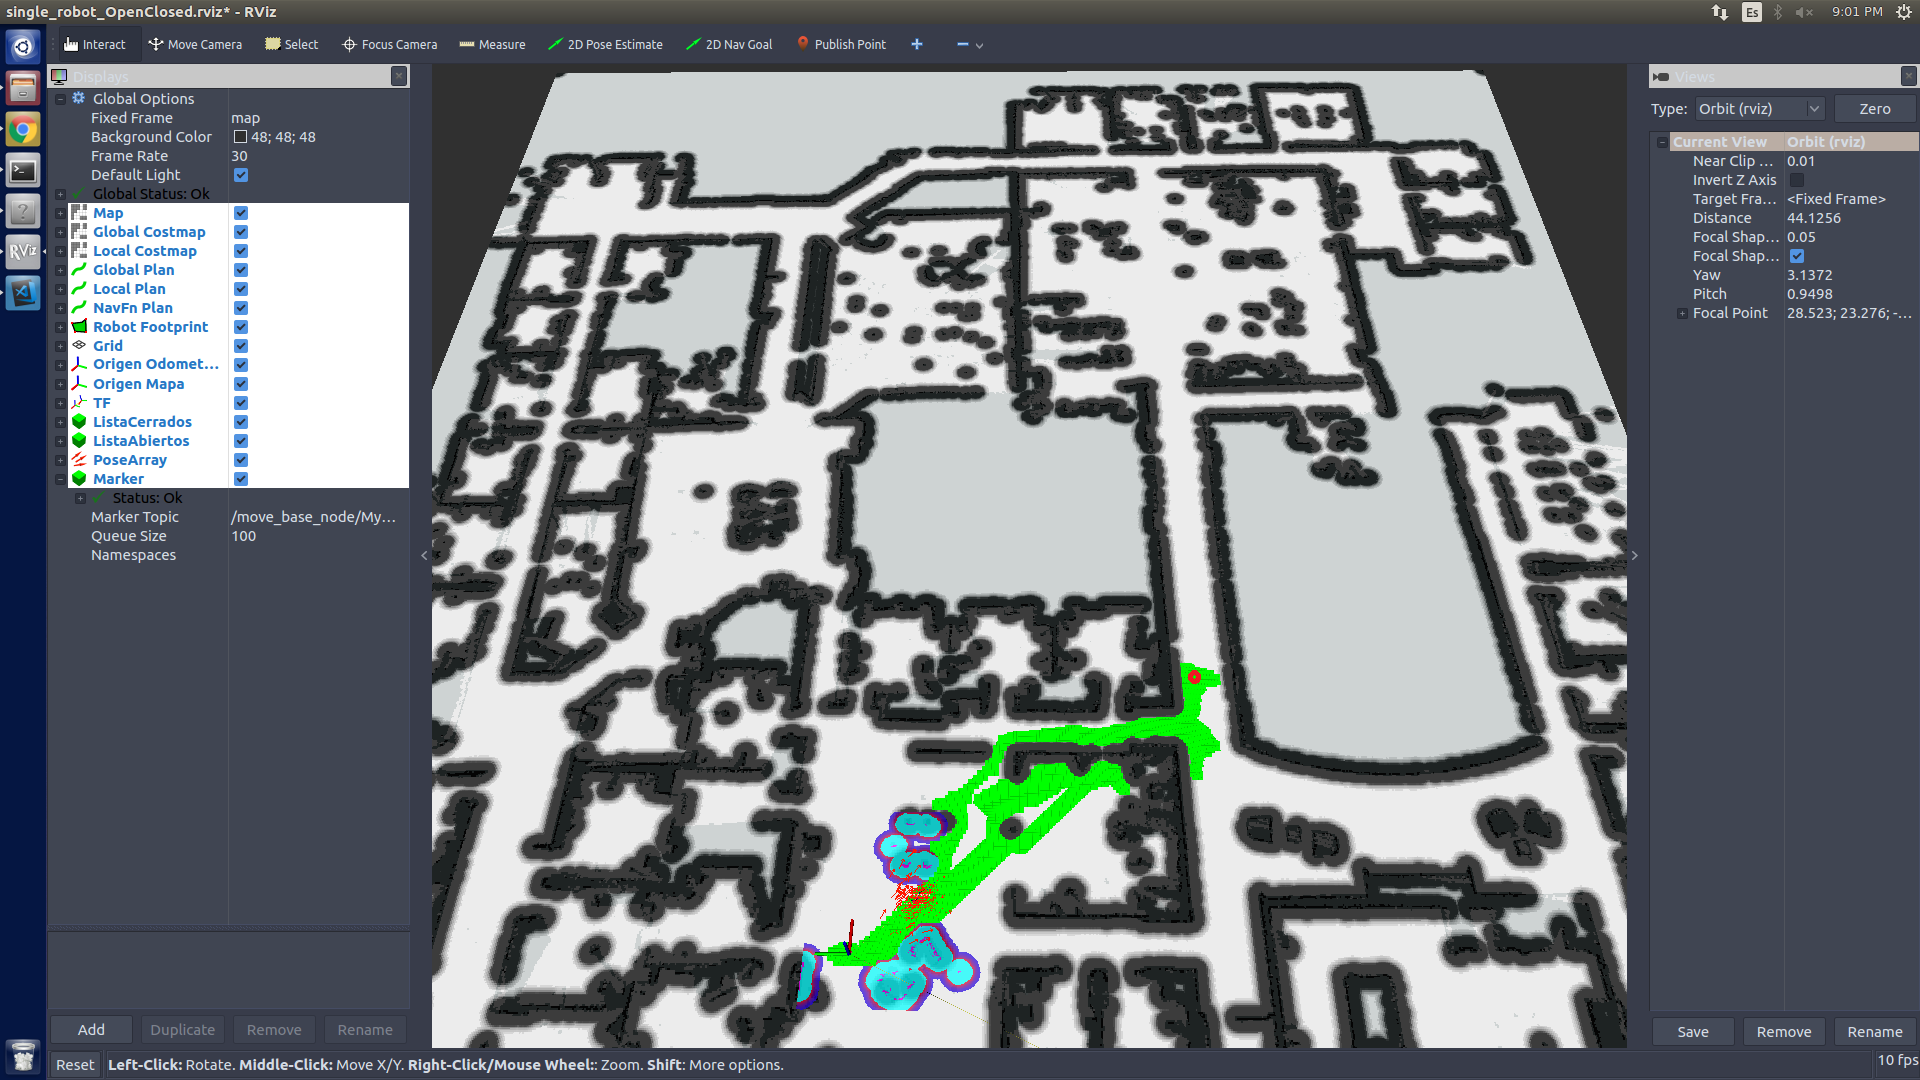 single_robot_OpenClosed.rviz* - RViz
Es
9:01 PM
Interact
Move Camera
Select
Focus Camera
Measure
2D Pose Estimate
2D Nav Goal
Publish Point
Displays
Global Options
Fixed Frame map
Background Color 48; 48; 48
Frame Rate 30
Default Light
Global Status: Ok
Map
Global Costmap
Local Costmap
Global Plan
Local Plan
NavFn Plan
Robot Footprint
Grid
Origen Odomet...
Origen Mapa
TF
ListaCerrados
ListaAbiertos
PoseArray
Marker
Status: Ok
Marker Topic /move_base_node/My...
Queue Size 100
Namespaces
Add
Duplicate
Remove
Rename
RViz
Views
Type: Orbit (rviz)
Zero
Current View Orbit (rviz)
Near Clip ... 0.01
Invert Z Axis
Target Fra... <Fixed Frame>
Distance 44.1256
Focal Shap... 0.05
Focal Shap...
Yaw 3.1372
Pitch 0.9498
Focal Point 28.523; 23.276; -...
Save
Remove
Rename
Reset
Left-Click: Rotate. Middle-Click: Move X/Y. Right-Click/Mouse Wheel:: Zoom. Shift: More options.
10 fps